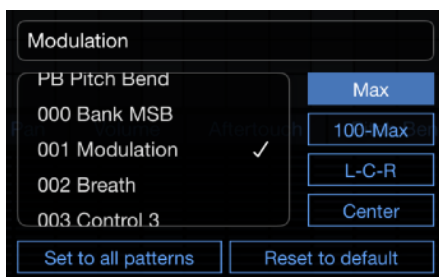 Modulation
PB Pitch Bend
Max
000 Bank MSB
100-Max
001 Modulation
L-C-R
002 Breath
Center
003 Control 3
Set to all patterns
Reset to default